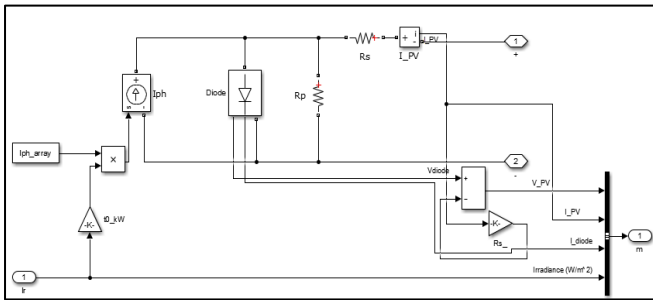 i
I_PV
1
+
Rs
I_PV
Iph
Diode
Rp
Iph_array
×
2
-
Vdiode
V_PV
-K-
t0_kW
I_PV
-K-
Rs_
I_diode
1
m
1
Ir
Irradiance (W/m^2)